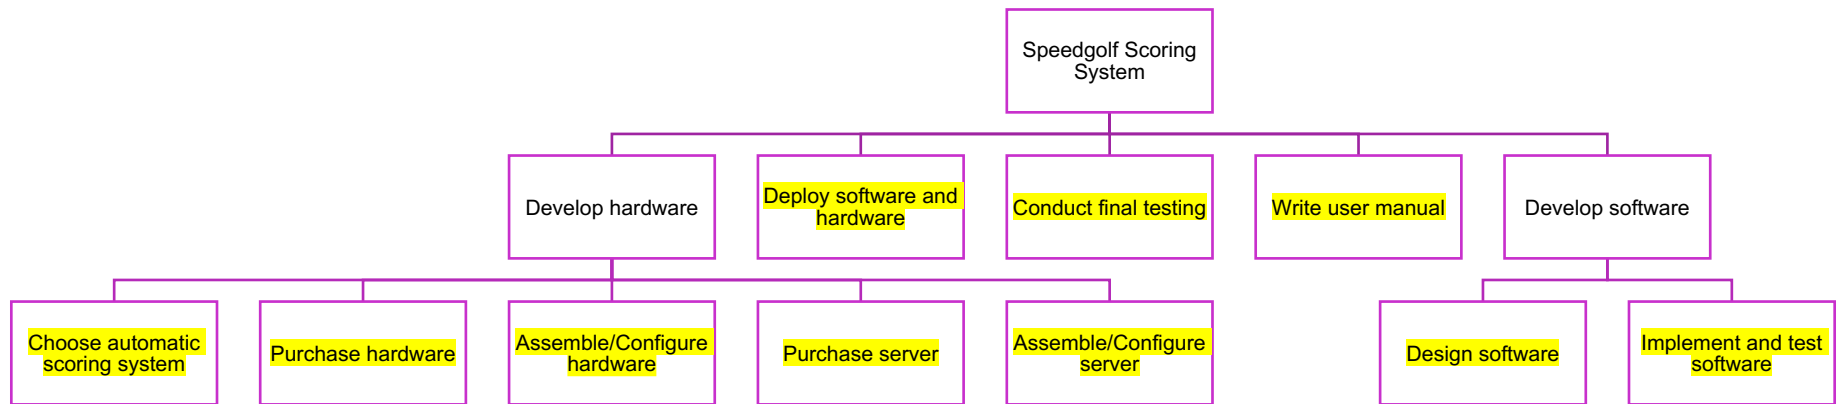 Speedgolf Scoring
System
Develop hardware
Deploy software and
hardware
Conduct final testing
Write user manual
Develop software
Choose automatic
scoring system
Purchase hardware
Assemble/Configure
hardware
Purchase server
Assemble/Configure
server
Design software
Implement and test
software